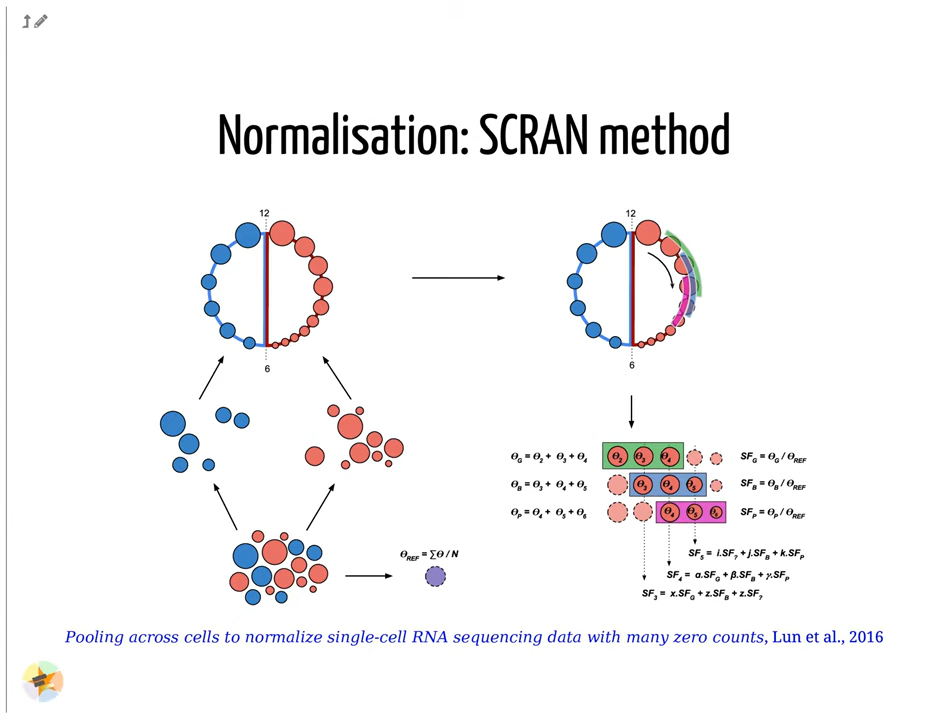 Normalisation: SCRAN method
12
6
12
6
ϴREF = ∑ϴ / N
ϴG = ϴ2 + ϴ3 + ϴ4
ϴ2 ϴ3 ϴ4
SFG = ϴG / ϴREF
ϴB = ϴ3 + ϴ4 + ϴ5
ϴ3 ϴ4 ϴ5
SFB = ϴB / ϴREF
ϴP = ϴ4 + ϴ5 + ϴ6
ϴ4 ϴ5 ϴ6
SFP = ϴP / ϴREF
SF5 = i.SF7 + j.SFB + k.SFP
SF4 = α.SFG + β.SFB + γ.SFP
SF3 = x.SFG + z.SFB + z.SF7
Pooling across cells to normalize single-cell RNA sequencing data with many zero counts, Lun et al., 2016